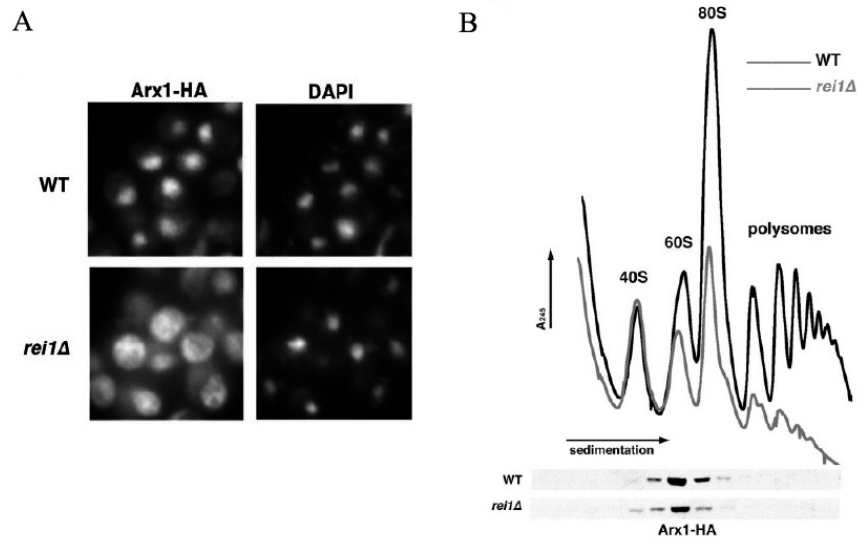 A
Arx1-HA
DAPI
WT
rei1Δ
B
80S
WT
rei1Δ
polysomes
60S
40S
A245
sedimentation
WT
rei1Δ
Arx1-HA